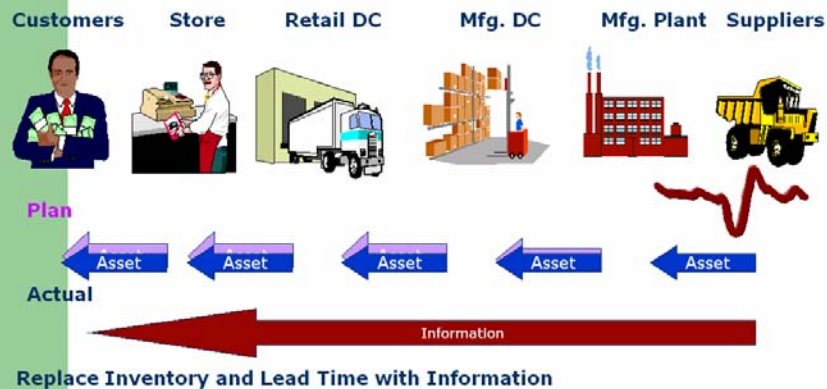 Customers Store Retail DC Mfg. DC Mfg. Plant Suppliers
Plan
Asset Asset Asset Asset Asset
Actual
Information
Replace Inventory and Lead Time with Information